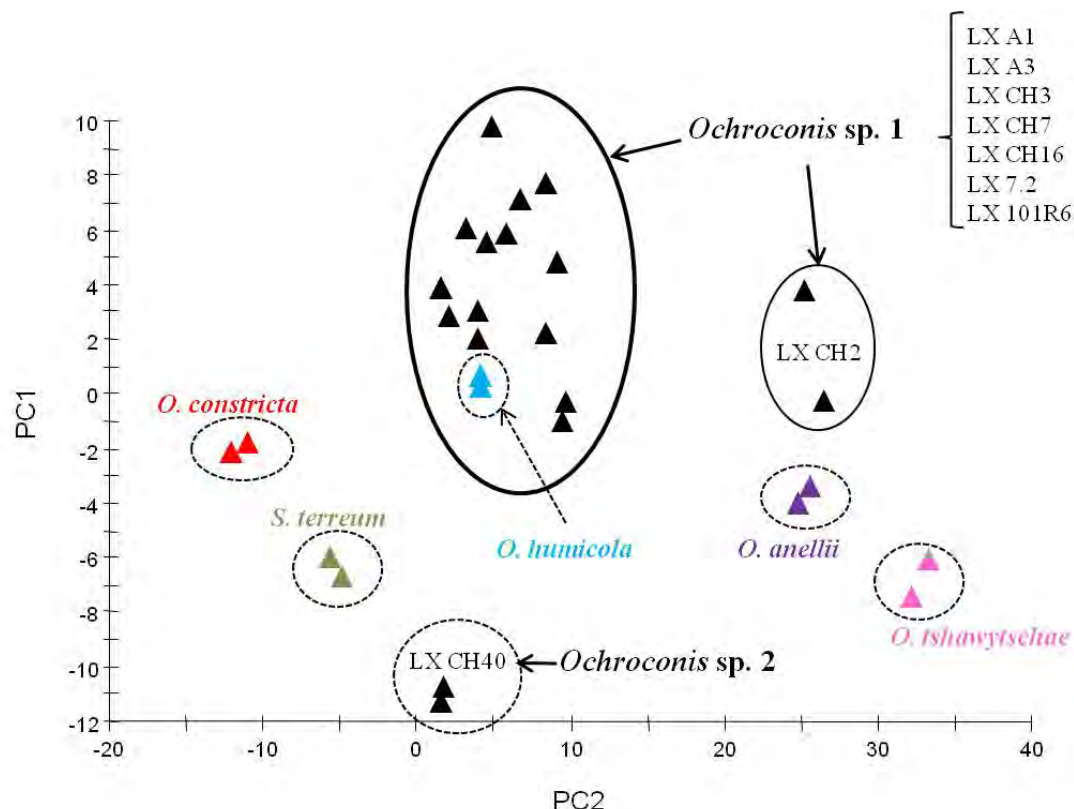 LX A1
LX A3
LX CH3
LX CH7
LX CH16
LX 7.2
LX 101R6
Ochroconis sp. 1
10
8
6
4
2
0
-2
-4
-6
-8
-10
-12
PC1
LX CH2
O. constricta
S. terreum
O. humicola
O. anellii
O. tshawytschae
LX CH40
Ochroconis sp. 2
-20
-10
0
10
20
30
40
PC2